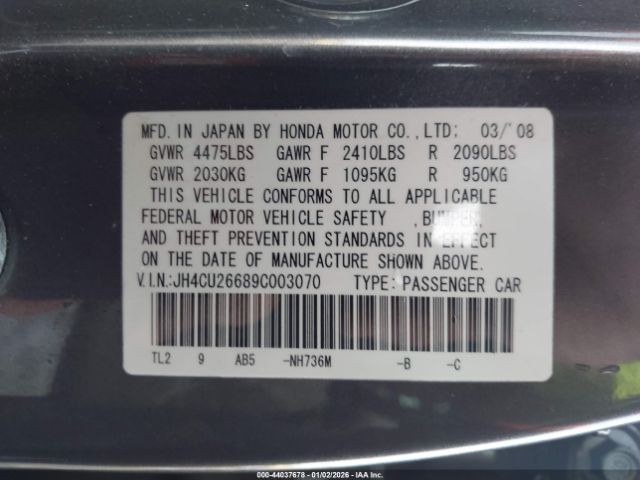 MFD. IN JAPAN BY HONDA MOTOR CO.,LTD; 03/'08
GVWR 4475LBS GAWR F 2410LBS R 2090LBS
GVWR 2030KG GAWR F 1095KG R 950KG
THIS VEHICLE CONFORMS TO ALL APPLICABLE
FEDERAL MOTOR VEHICLE SAFETY ,BUMPER,
AND THEFT PREVENTION STANDARDS IN EFFECT
ON THE DATE OF MANUFACTURE SHOWN ABOVE.
V.I.N.:JH4CU26689C003070 TYPE: PASSENGER CAR
TL2 9 AB5 -NH736M -B -C
000-44037678 - 01/02/2026 - IAAI.COM